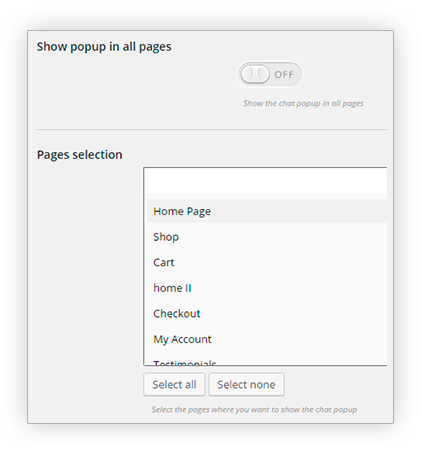 Show popup in all pages
OFF
Show the chat popup in all pages
Pages selection
Home Page
Shop
Cart
home II
Checkout
My Account
Testimonials
Select all Select none
Select the pages where you want to show the chat popup